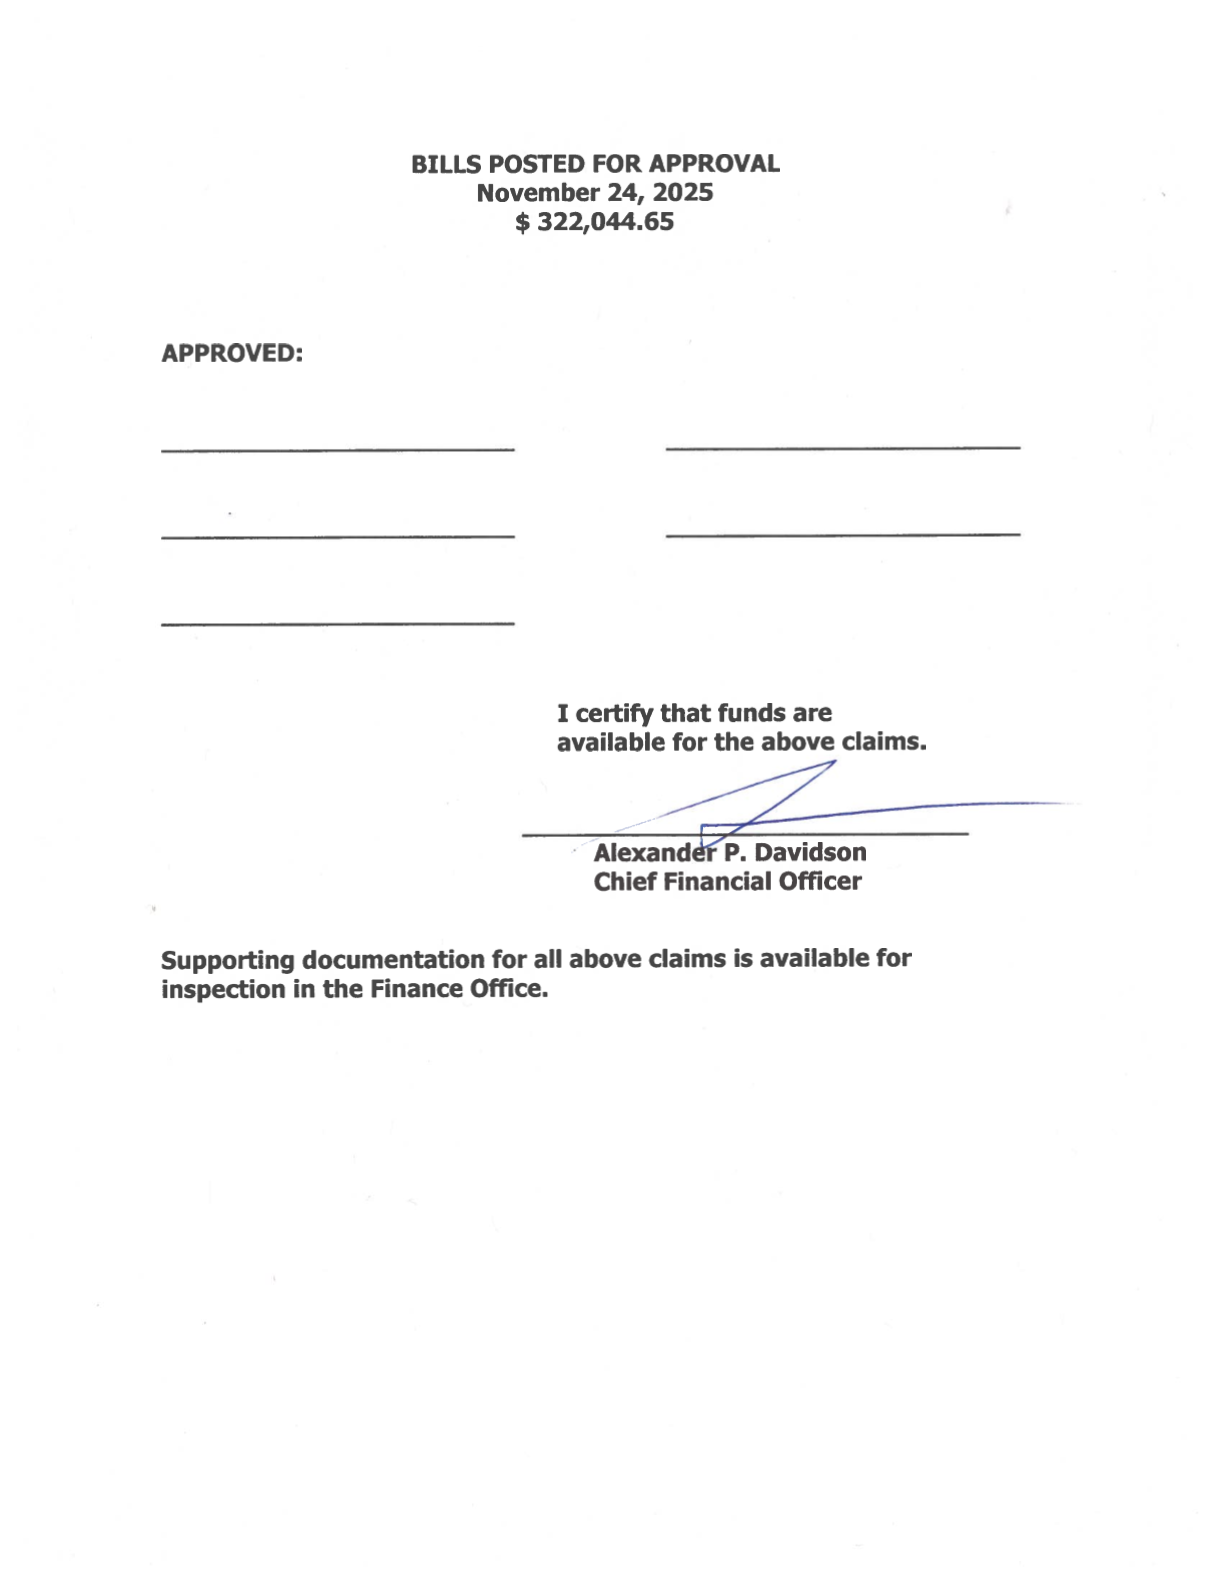 BILLS POSTED FOR APPROVAL
November 24, 2025
$ 322,044.65
APPROVED:
I certify that funds are
available for the above claims.
Alexander P. Davidson
Chief Financial Officer
Supporting documentation for all above claims is available for
inspection in the Finance Office.